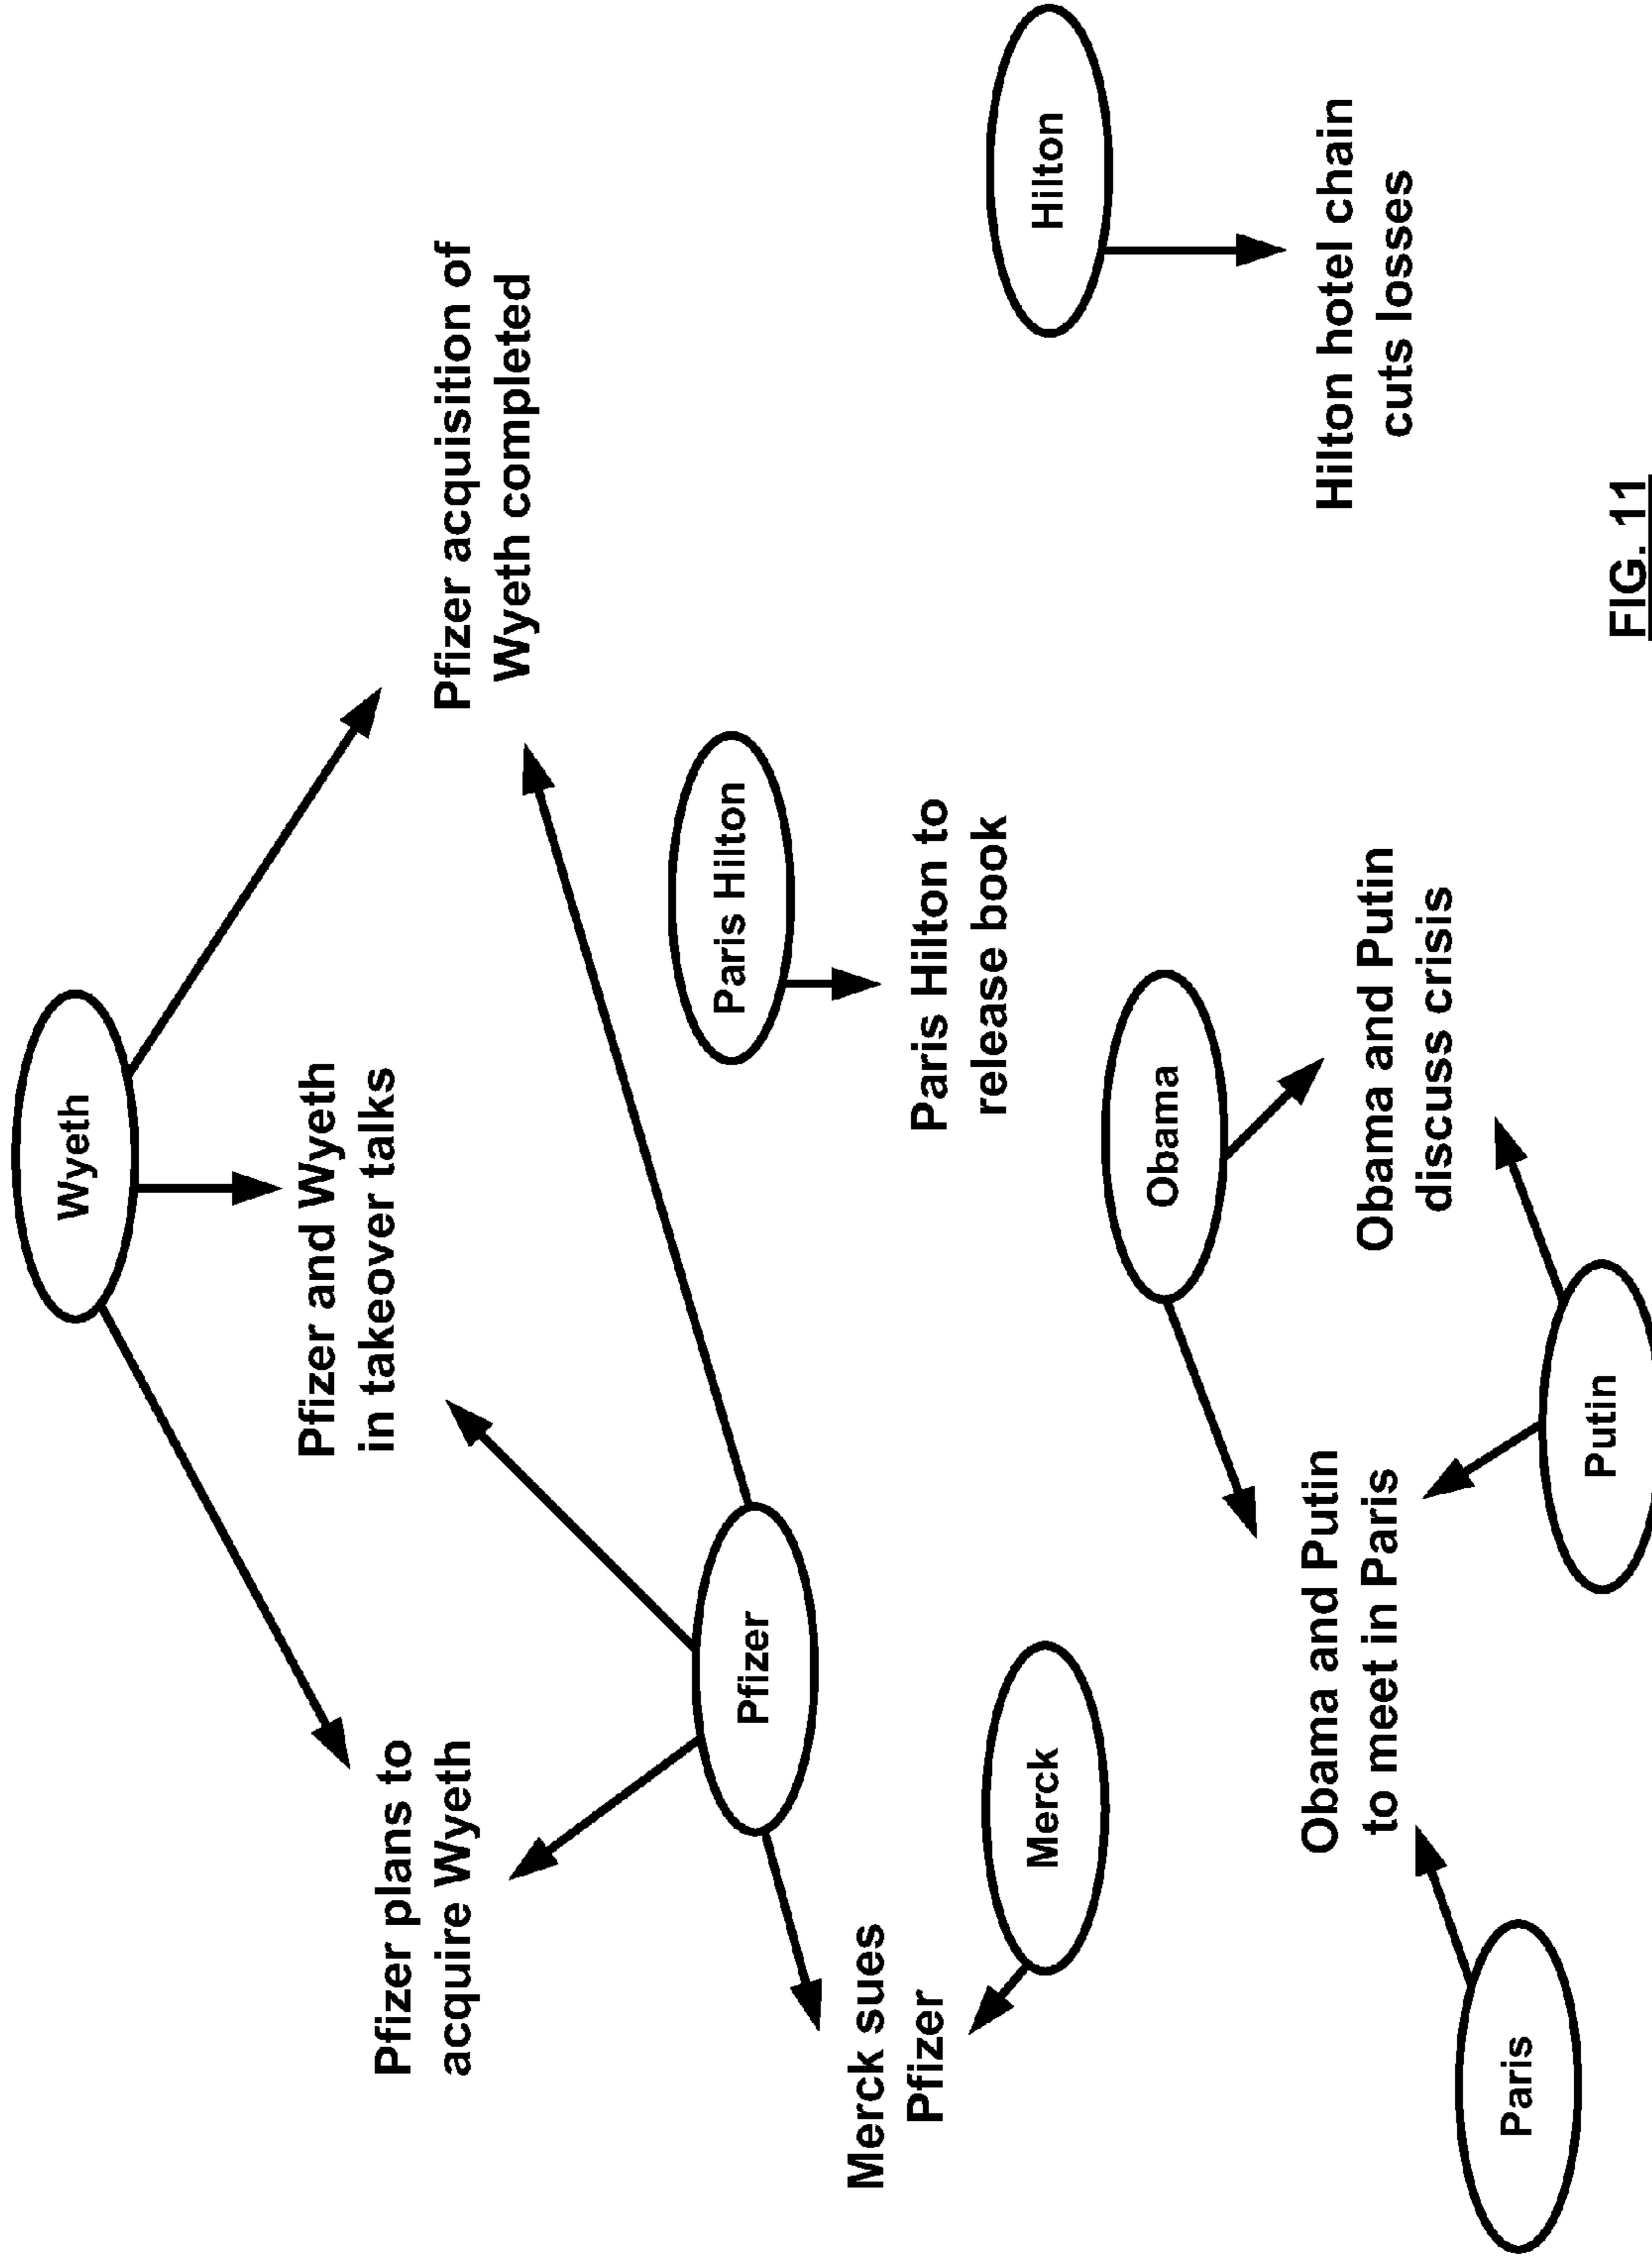 Wyeth
Pfizer and Wyeth
in takeover talks
Pfizer plans to
acquire Wyeth
Pfizer acquisition of
Wyeth completed
Pfizer
Paris Hilton
Merck sues
Pfizer
Paris Hilton to
release book
Merck
Hilton
Obama
Obama and Putin
to meet in Paris
Obama and Putin
discuss crisis
Hilton hotel chain
cuts losses
Paris
Putin
FIG. 11